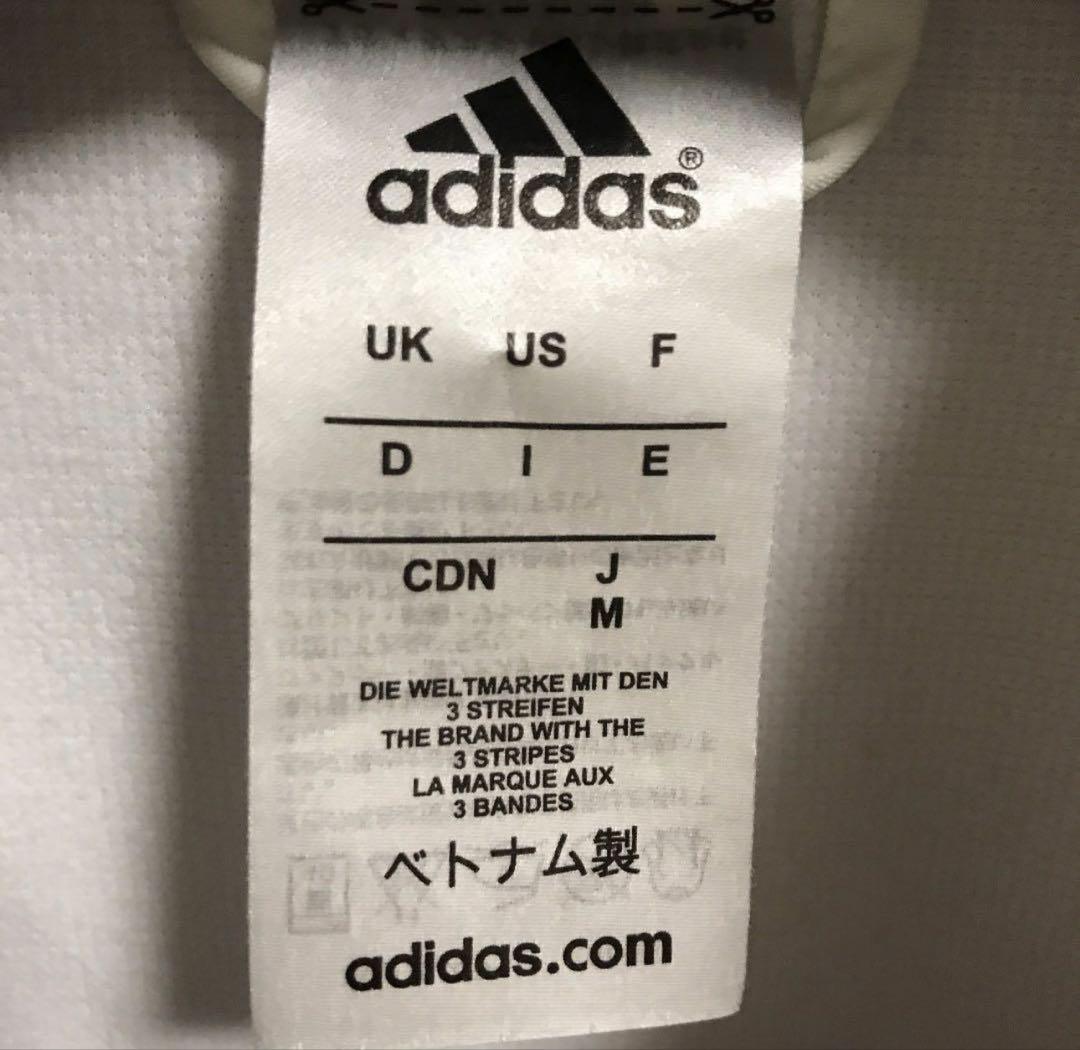 adidas®
UK US F
D I E
CDN J
M
DIE WELTMARKE MIT DEN
3 STREIFEN
THE BRAND WITH THE
3 STRIPES
LA MARQUE AUX
3 BANDES
ベトナム製
adidas.com